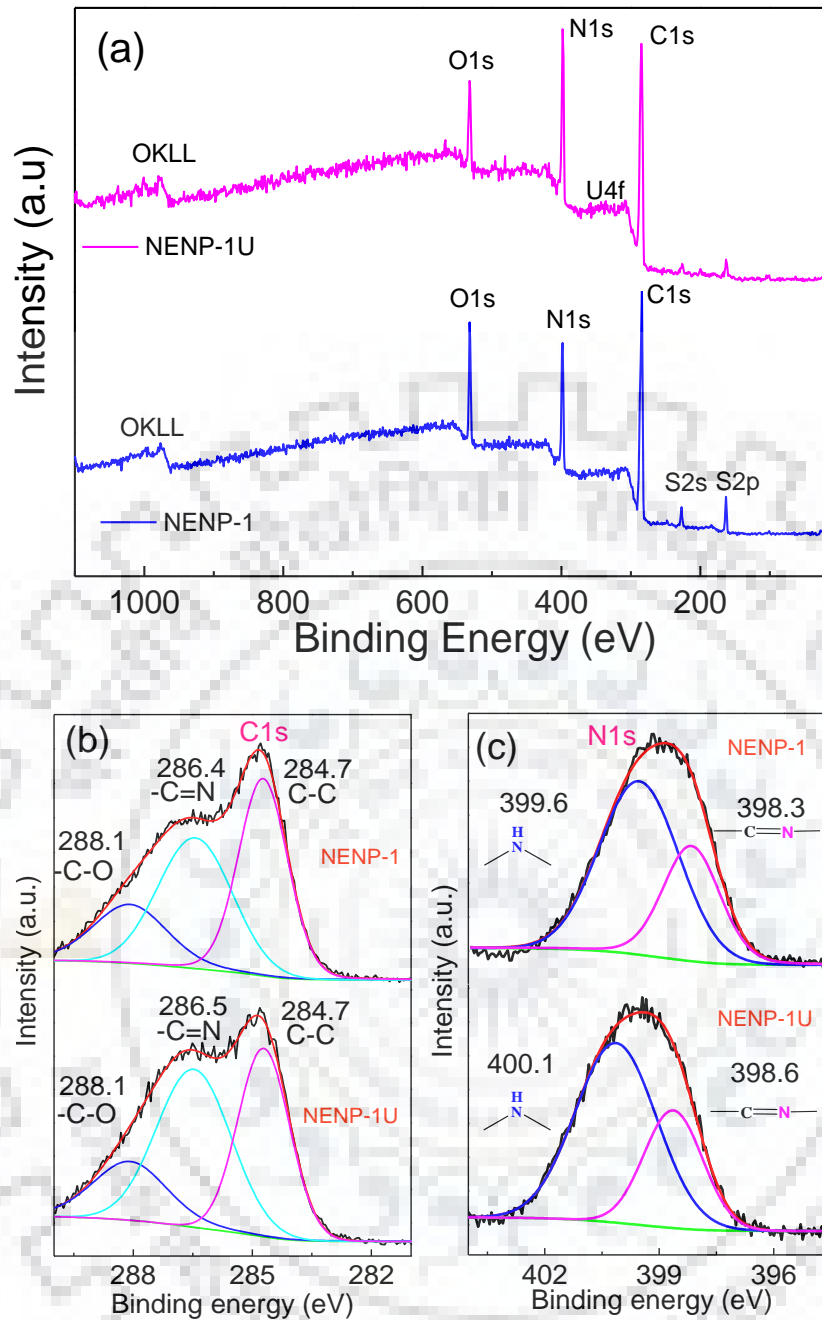 (a)
N1s
C1s
O1s
OKLL
U4f
NENP-1U
C1s
O1s
N1s
OKLL
S2s S2p
NENP-1
Intensity (a.u)
1000 800 600 400 200
Binding Energy (eV)
(b)
C1s
286.4
-C=N
284.7
C-C
288.1
-C-O
NENP-1
286.5
-C=N
284.7
C-C
288.1
-C-O
NENP-1U
Intensity (a.u.)
288 285 282
Binding energy (eV)
(c)
N1s
NENP-1
399.6
H
N
398.3
C=N
NENP-1U
400.1
H
N
398.6
C=N
Intensity (a.u.)
402 399 396
Binding energy (eV)